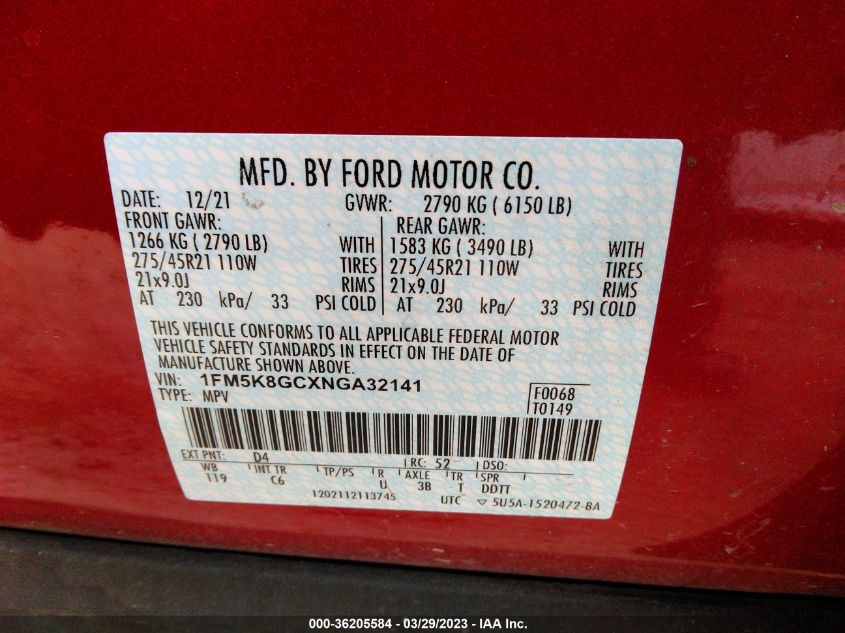 MFD. BY FORD MOTOR CO.
DATE: 12/21 GVWR: 2790 KG ( 6150 LB)
FRONT GAWR: REAR GAWR:
1266 KG ( 2790 LB) WITH 1583 KG ( 3490 LB) WITH
275/45R21 110W TIRES 275/45R21 110W TIRES
21x9.0J RIMS 21x9.0J RIMS
AT 230 kPa/ 33 PSI COLD AT 230 kPa/ 33 PSI COLD
THIS VEHICLE CONFORMS TO ALL APPLICABLE FEDERAL MOTOR
VEHICLE SAFETY STANDARDS IN EFFECT ON THE DATE OF
MANUFACTURE SHOWN ABOVE.
VIN: 1FM5K8GCXNGA32141 F0068
TYPE: MPV T0149
EXT PNT: D4 RC: 52 DSO:
WB INT TR TP/PS R AXLE TR SPR
119 C6 U 3B T DDTT
1202112113745 UTC ▽ 5U5A-1520472-BA
000-36205584 — 03/29/2023 — IAA Inc.